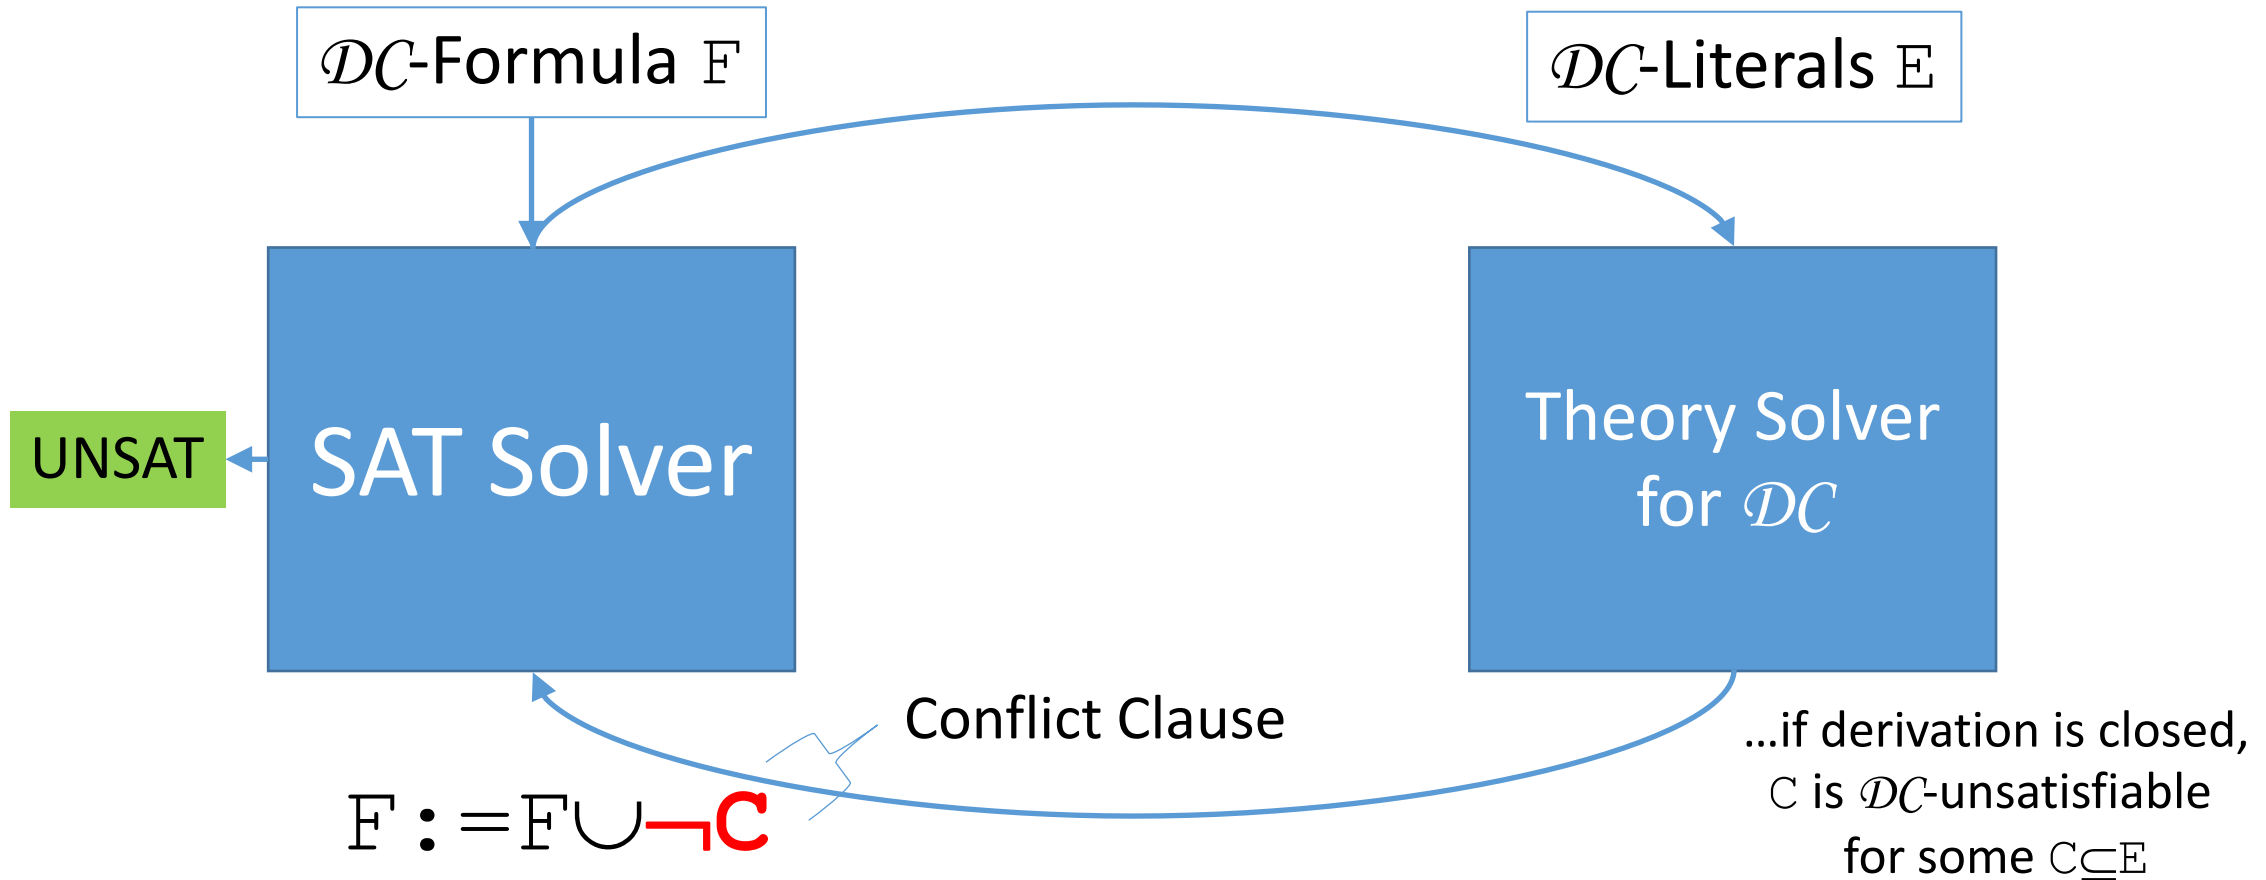 𝒟𝒞-Formula F
𝒟𝒞-Literals E
UNSAT
SAT Solver
Theory Solver
for 𝒟𝒞
Conflict Clause
F:=F∪¬C
...if derivation is closed,
C is 𝒟𝒞-unsatisfiable
for some C⊆E